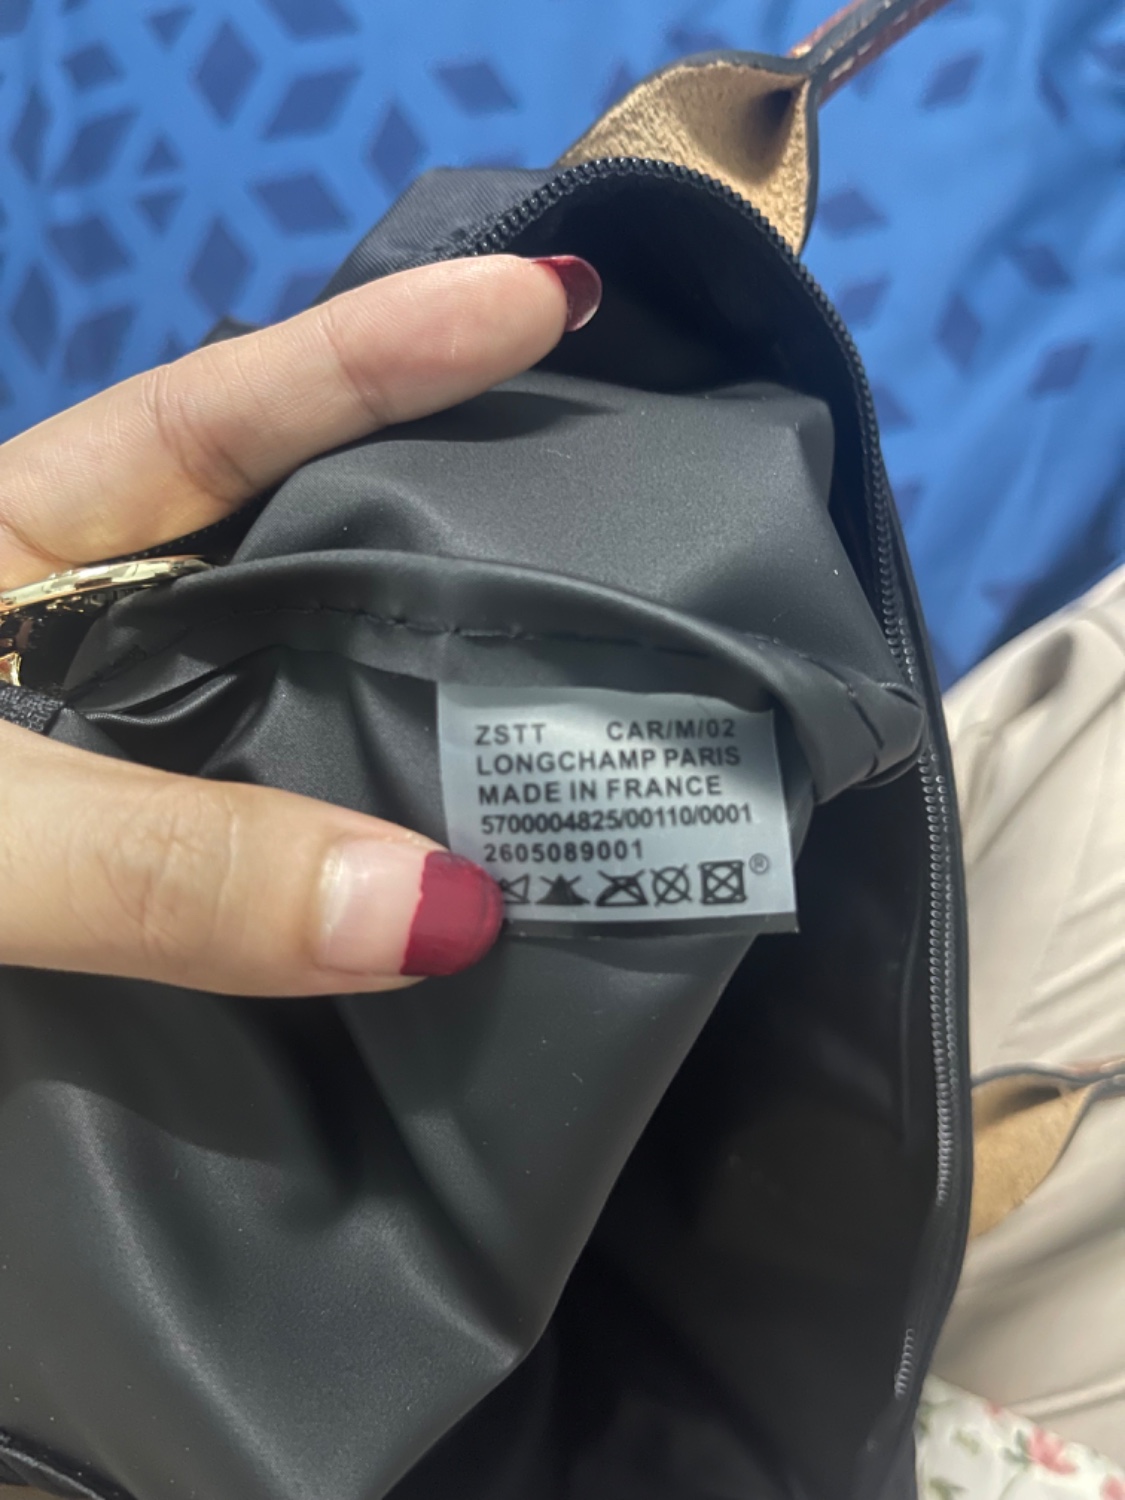 ZSTT CAR/M/02
LONGCHAMP PARIS
MADE IN FRANCE
5700004825/00110/0001
2605089001
®